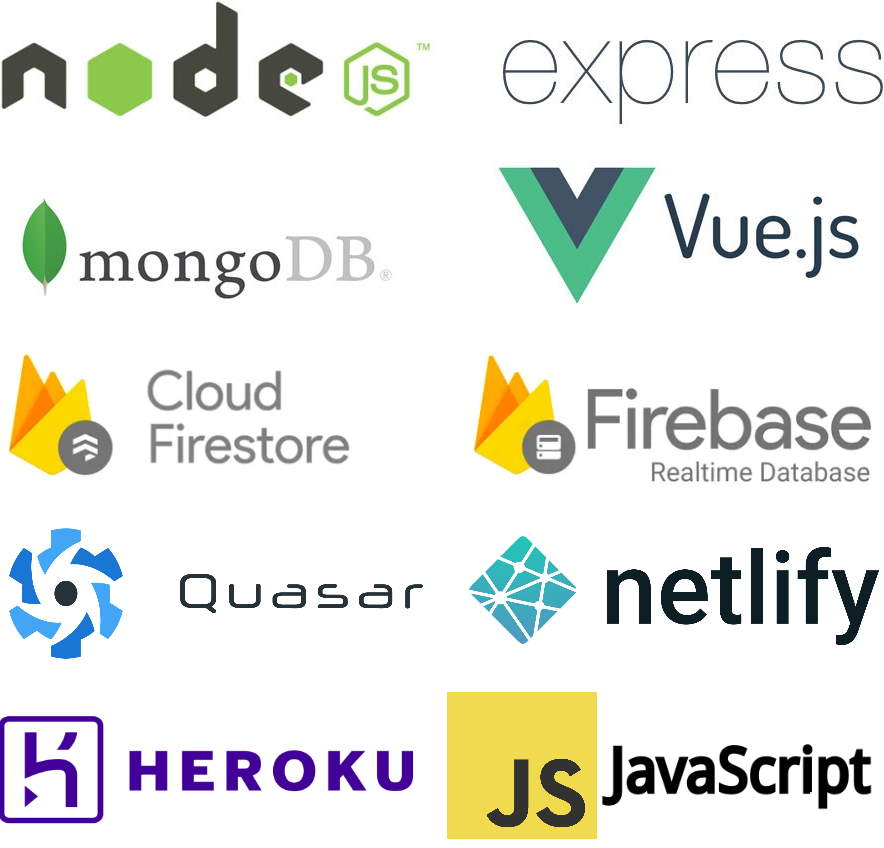 node JS ™
express
mongoDB®
Vue.js
Cloud
Firestore
Firebase
Realtime Database
Quasar
netlify
HEROKU
JS JavaScript